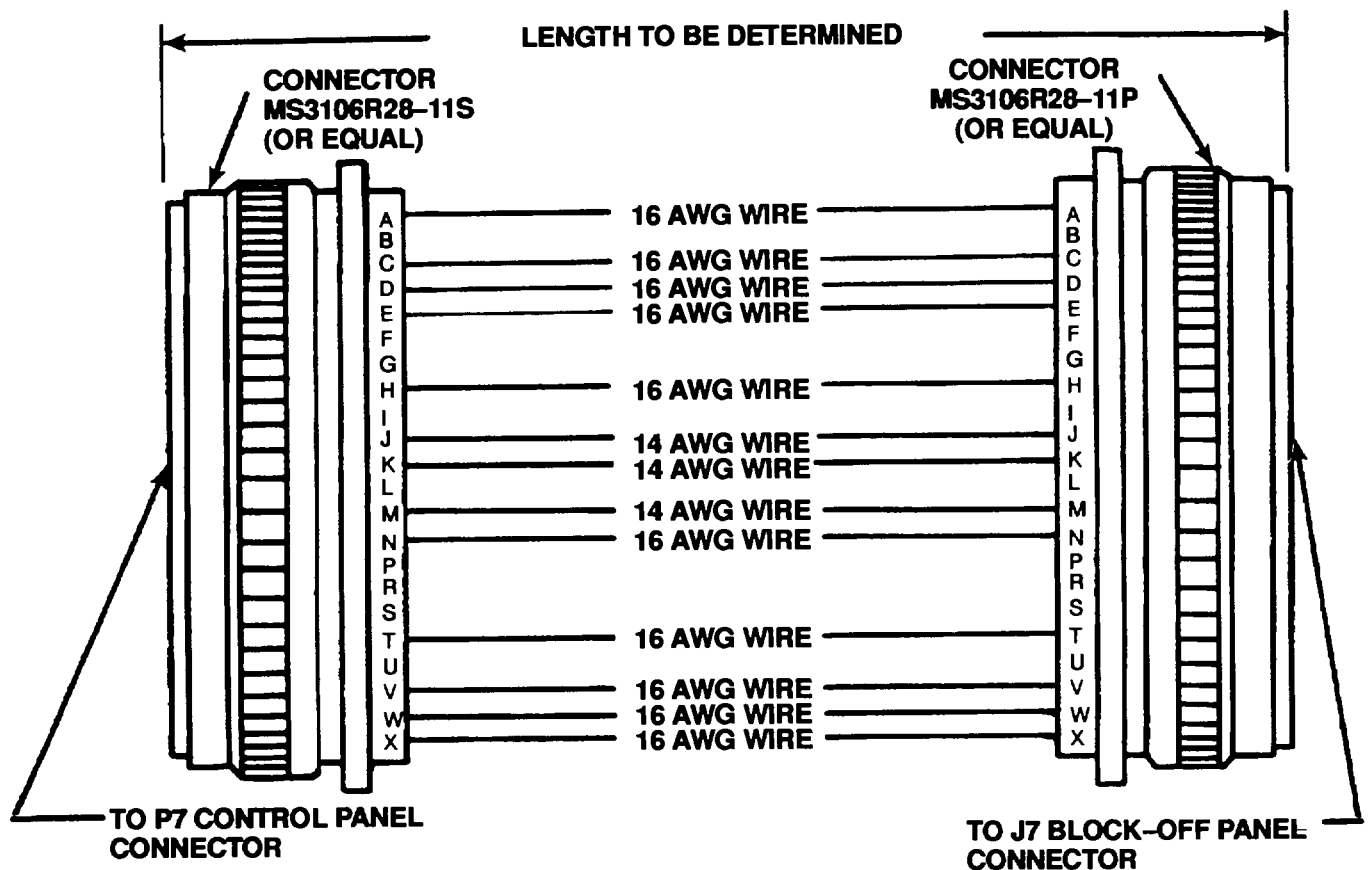 LENGTH TO BE DETERMINED
CONNECTOR
MS3106R28–11S
(OR EQUAL)
CONNECTOR
MS3106R28–11P
(OR EQUAL)
A 16 AWG WIRE A
B B
C 16 AWG WIRE C
D 16 AWG WIRE D
E 16 AWG WIRE E
F F
G G
H 16 AWG WIRE H
I I
J 14 AWG WIRE J
K 14 AWG WIRE K
L L
M 14 AWG WIRE M
N 16 AWG WIRE N
P P
R R
S S
T 16 AWG WIRE T
U U
V 16 AWG WIRE V
W 16 AWG WIRE W
X 16 AWG WIRE X
TO P7 CONTROL PANEL
CONNECTOR
TO J7 BLOCK–OFF PANEL
CONNECTOR